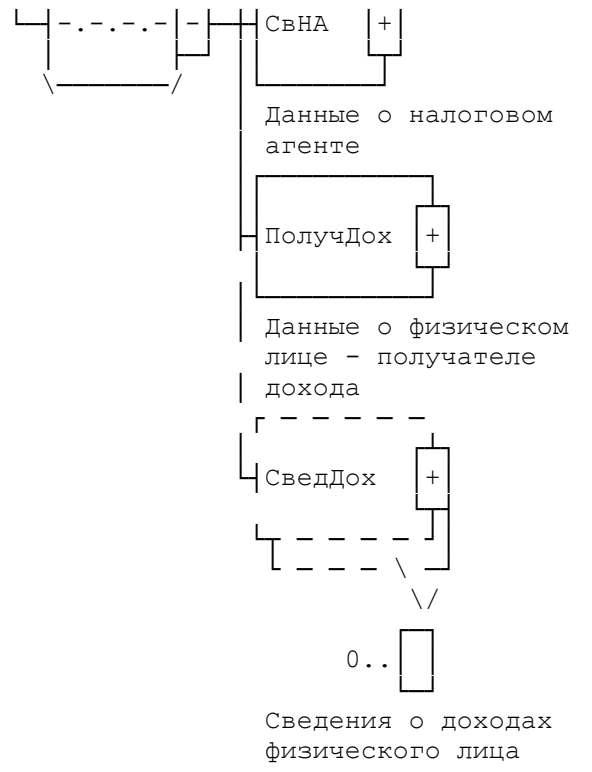 -.-.-.- - СвНА +
Данные о налоговом
агенте
ПолучДох +
Данные о физическом
лице - получателе
дохода
СведДох +
0..
Сведения о доходах
физического лица